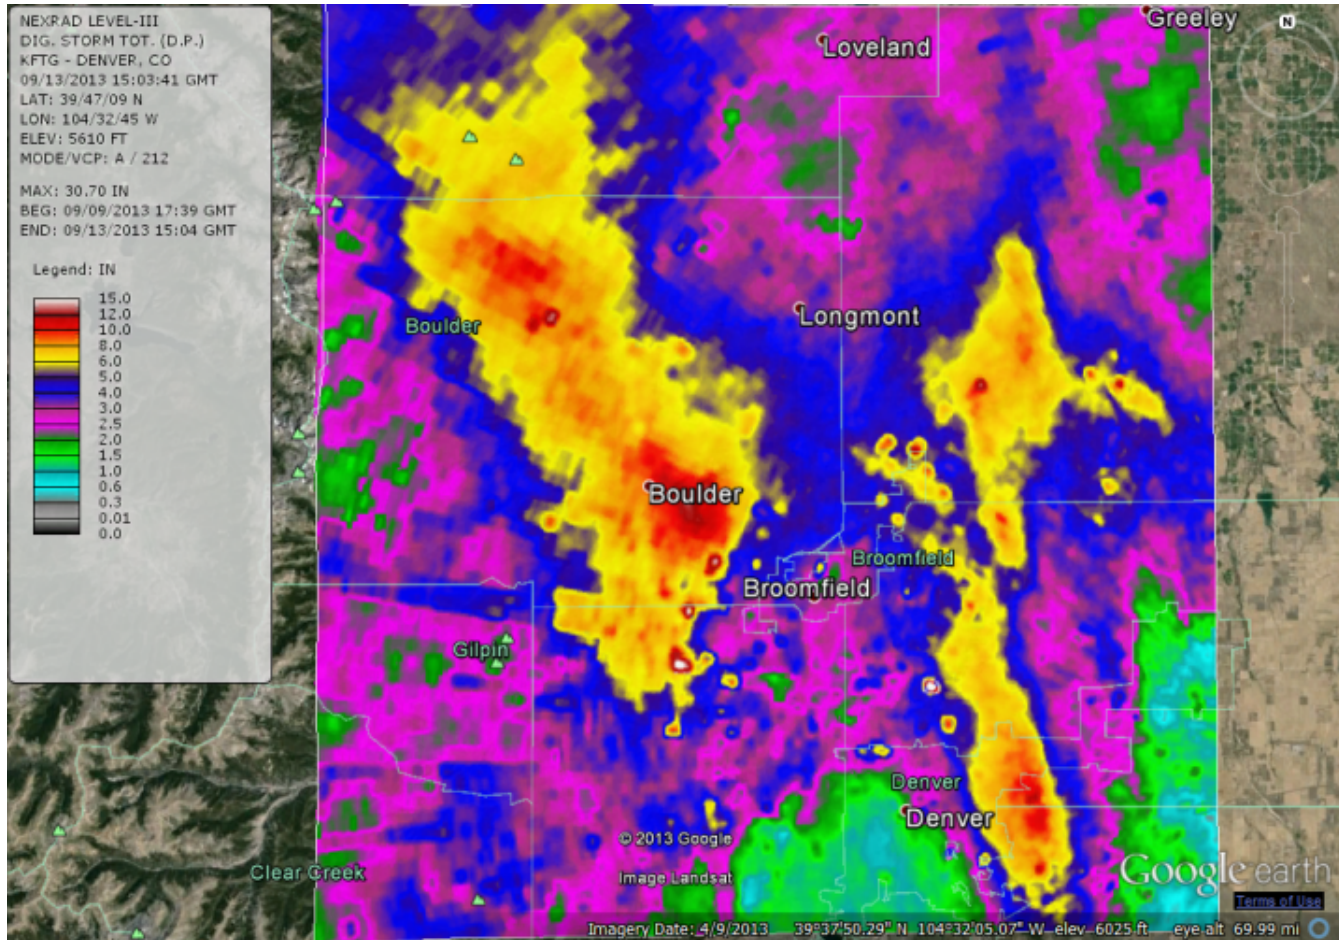 NEXRAD LEVEL-III
DIG. STORM TOT. (D.P.)
KFTG - DENVER, CO
09/13/2013 15:03:41 GMT
LAT: 39/47/09 N
LON: 104/32/45 W
ELEV: 5610 FT
MODE/VCP: A / 212
MAX: 30.70 IN
BEG: 09/09/2013 17:39 GMT
END: 09/13/2013 15:04 GMT
Legend: IN
15.0
12.0
10.0
8.0
6.0
5.0
4.0
3.0
2.5
2.0
1.5
1.0
0.6
0.3
0.01
0.0
N
Greeley
Loveland
Longmont
Boulder
Boulder
Broomfield
Broomfield
Gilpin
Denver
Denver
Clear Creek
© 2013 Google
Image Landsat
Google earth
Terms of Use
Imagery Date: 4/9/2013 39°37'50.29" N 104°32'05.07" W elev 6025 ft eye alt 69.99 mi